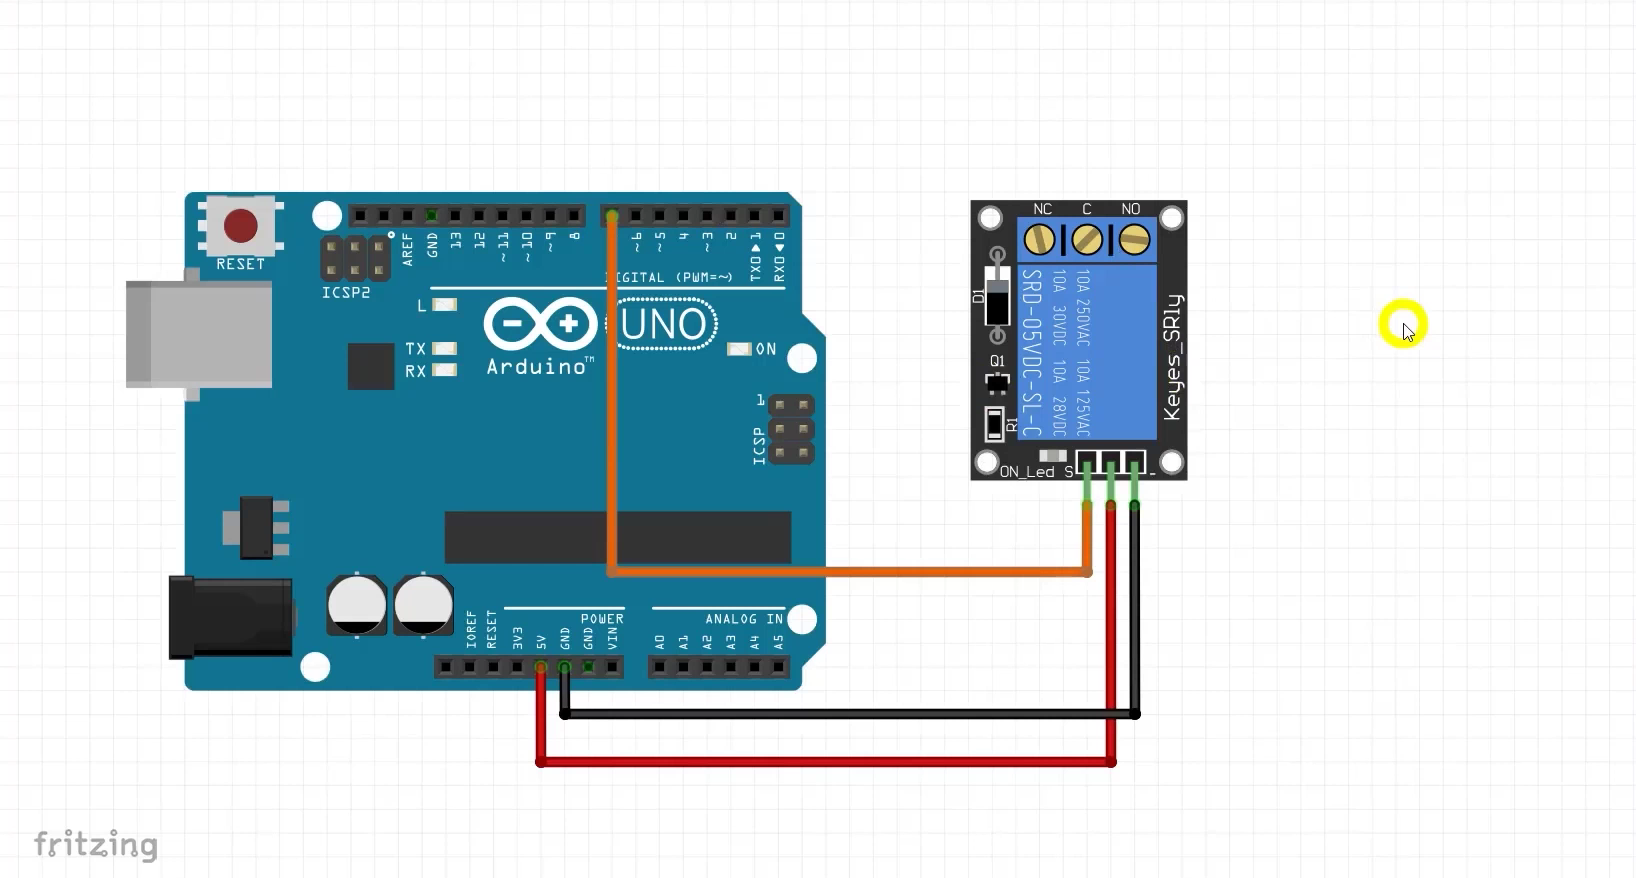 NC C NO
RESET
ICSP2
AREF
GND
13
12
~11
~10
~9
8
~6
~5
4
~3
2
TX0▶1
RX0◀0
IGITAL (PWM=~)
L
TX
RX
Arduino™
UNO
ON
1
ICSP
D1
Q1
R1
SRD-05VDC-SL-C
10A 30VDC 10A 28VDC
10A 250VAC 10A 125VAC
Keyes_SRly
ON_Led S -
POWER
ANALOG IN
IOREF
RESET
3V3
5V
GND
GND
VIN
A0
A1
A2
A3
A4
A5
fritzing